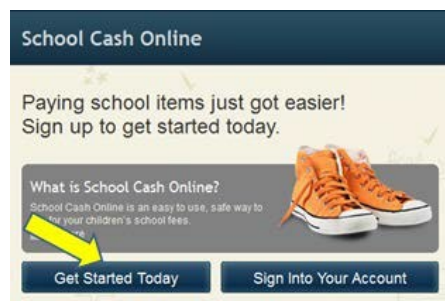 School Cash Online
Paying school items just got easier!
Sign up to get started today.
What is School Cash Online?
School Cash Online is an easy to use, safe way to
for your children's school fees.
Get Started Today
Sign Into Your Account